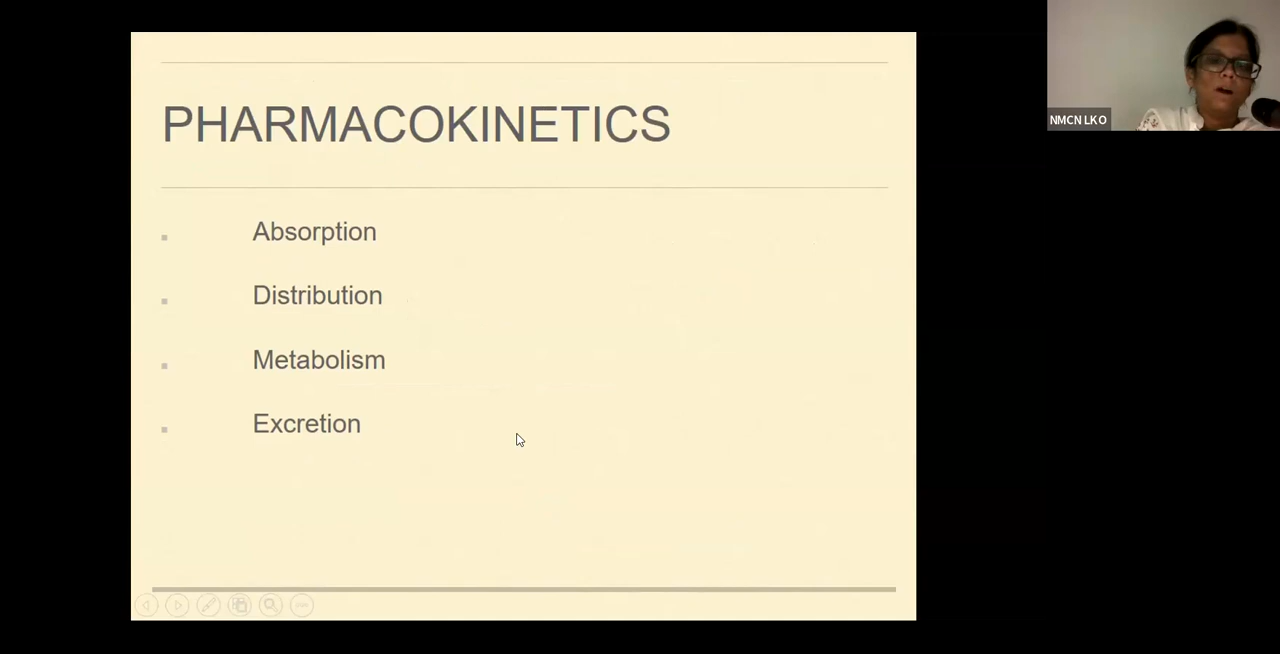 PHARMACOKINETICS
Absorption
Distribution
Metabolism
Excretion
NMCN LKO